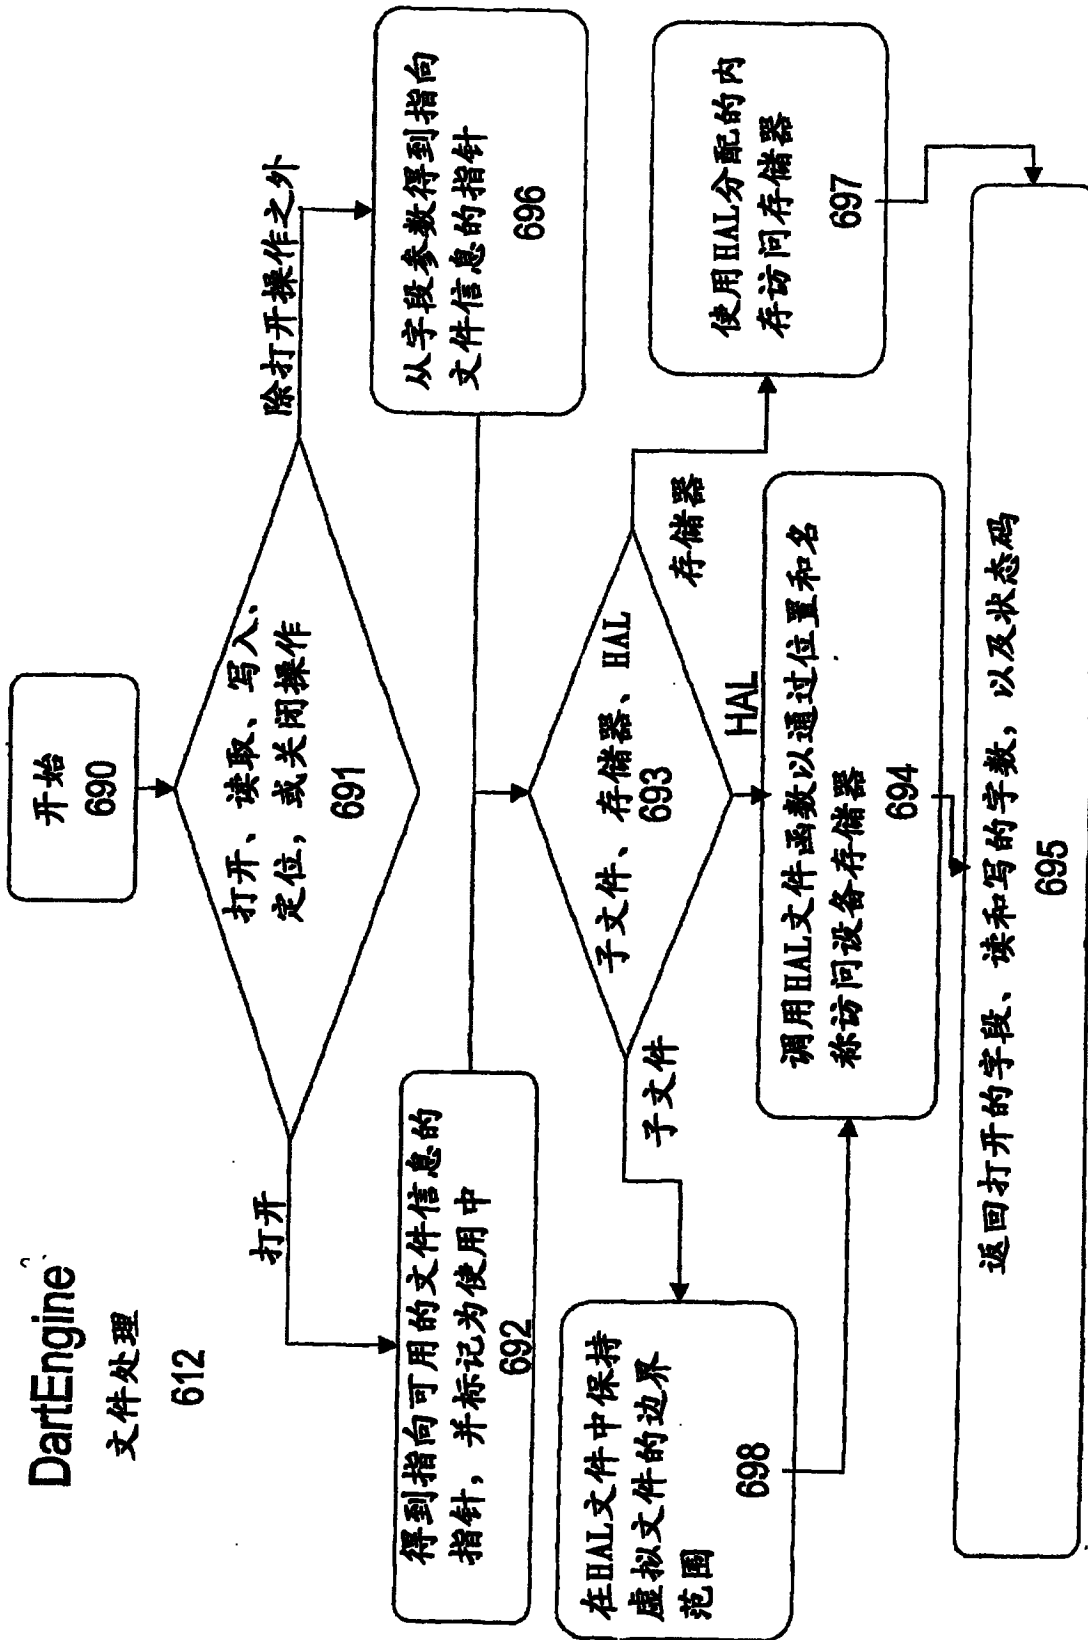 DartEngine
文件处理
612
开始
690
打开、读取、写入、
定位，或关闭操作
691
打开
除打开操作之外
得到指向可用的文件信息的
指针，并标记为使用中
692
从字段参数得到指向
文件信息的指针
696
子文件、存储器、HAL
693
子文件
HAL
存储器
在HAL文件中保持
虚拟文件的边界
范围
698
调用HAL文件函数以通过位置和名
称访问设备存储器
694
使用HAL分配的内
存访问存储器
697
返回打开的字段、读和写的字数，以及状态码
695